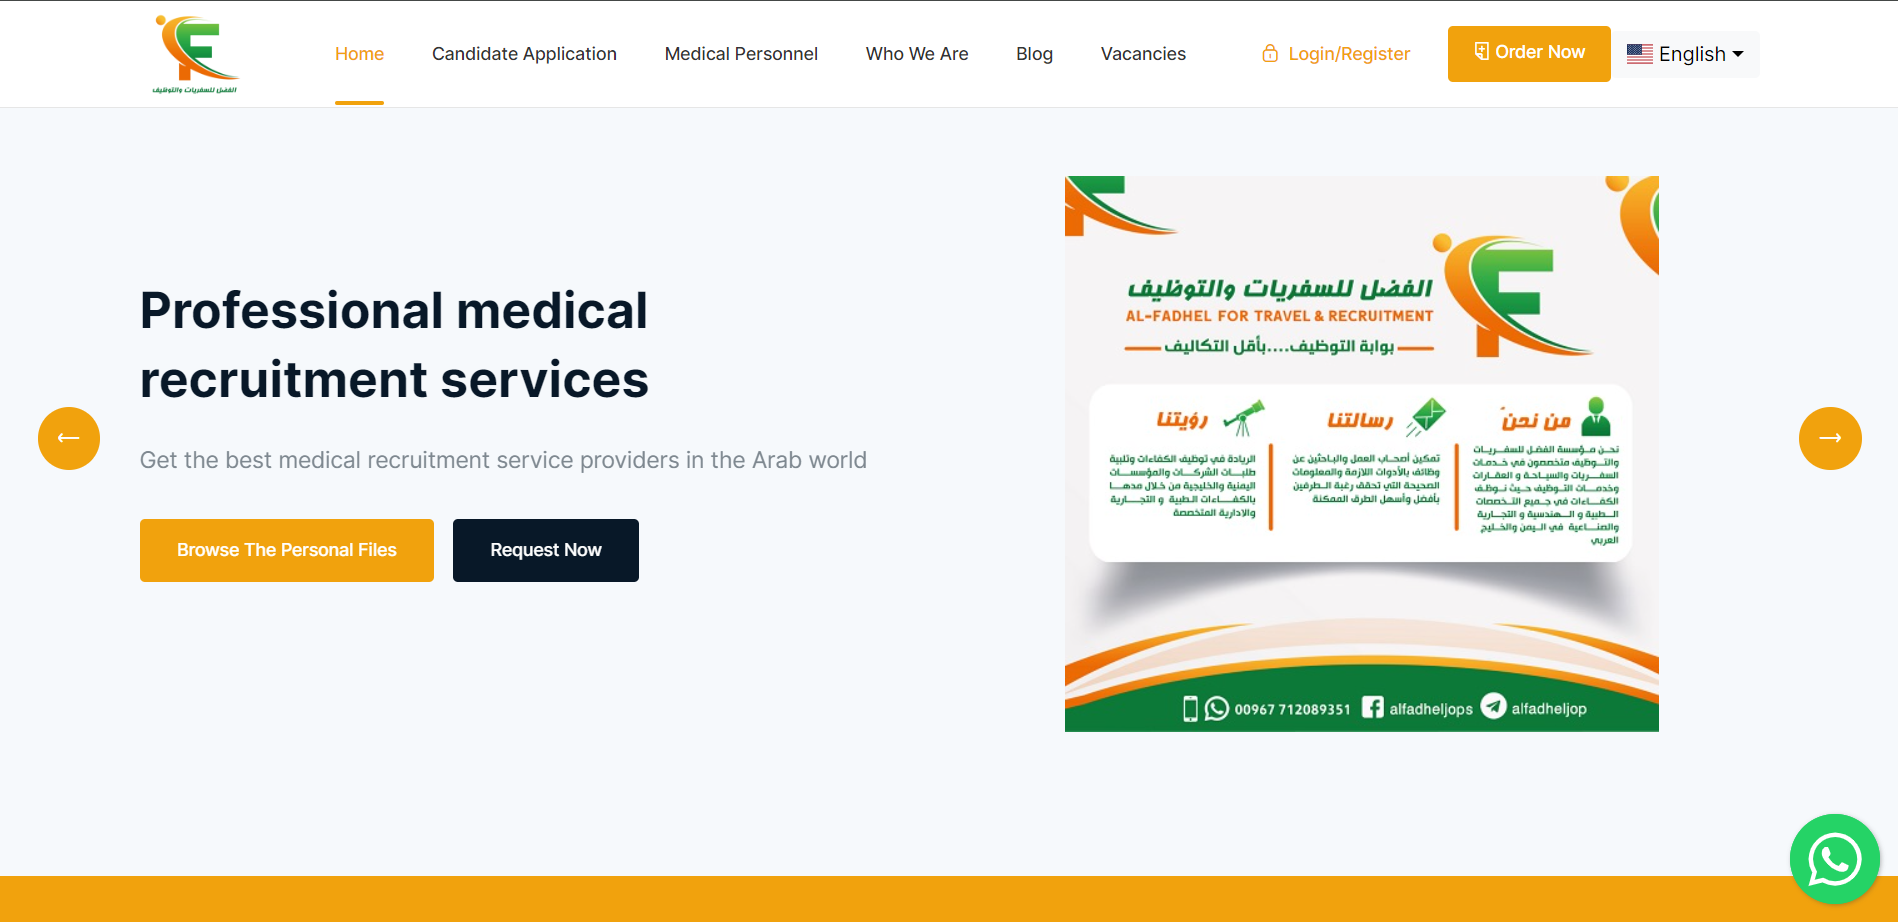 الفضل للسفريات والتوظيف
Home
Candidate Application
Medical Personnel
Who We Are
Blog
Vacancies
Login/Register
Order Now
English
Professional medical
recruitment services
Get the best medical recruitment service providers in the Arab world
Browse The Personal Files
Request Now
الفضل للسفريات والتوظيف
AL-FADHEL FOR TRAVEL & RECRUITMENT
بوابة التوظيف....بأقل التكاليف
من نحن
نحن مؤسسة الفضل للسفريات
والتوظيف متخصصون في خدمات
السفريات والسياحة و العقارات
وخدمات التوظيف حيث نوظف
الكفاءات في جميع التخصصات
الطبية و الهندسية و التجارية
والصناعية في اليمن والخليج
العربي
رسالتنا
تمكين أصحاب العمل والباحثين عن
وظائف بالأدوات اللازمة والمعلومات
الصحيحة التي تحقق رغبة الطرفين
بأفضل وأسهل الطرق الممكنة
رؤيتنا
الريادة في توظيف الكفاءات وتلبية
طلبات الشركات والمؤسسات
اليمنية والخليجية من خلال مدهما
بالكفاءات الطبية و التجارية
والادارية المتخصصة
00967 712089351
alfadheljops
alfadheljop